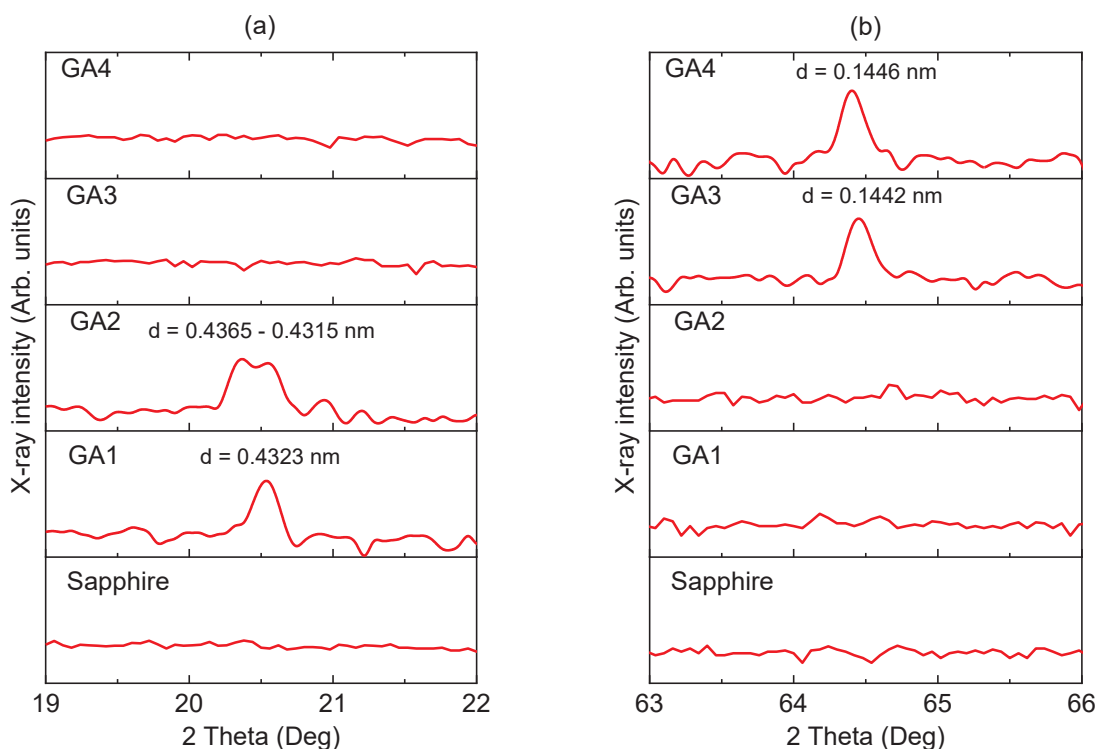 (a)
GA4
GA3
GA2
d = 0.4365 - 0.4315 nm
GA1
d = 0.4323 nm
Sapphire
19
20
21
22
2 Theta (Deg)
X-ray intensity (Arb. units)
(b)
GA4
d = 0.1446 nm
GA3
d = 0.1442 nm
GA2
GA1
Sapphire
63
64
65
66
2 Theta (Deg)
X-ray intensity (Arb. units)